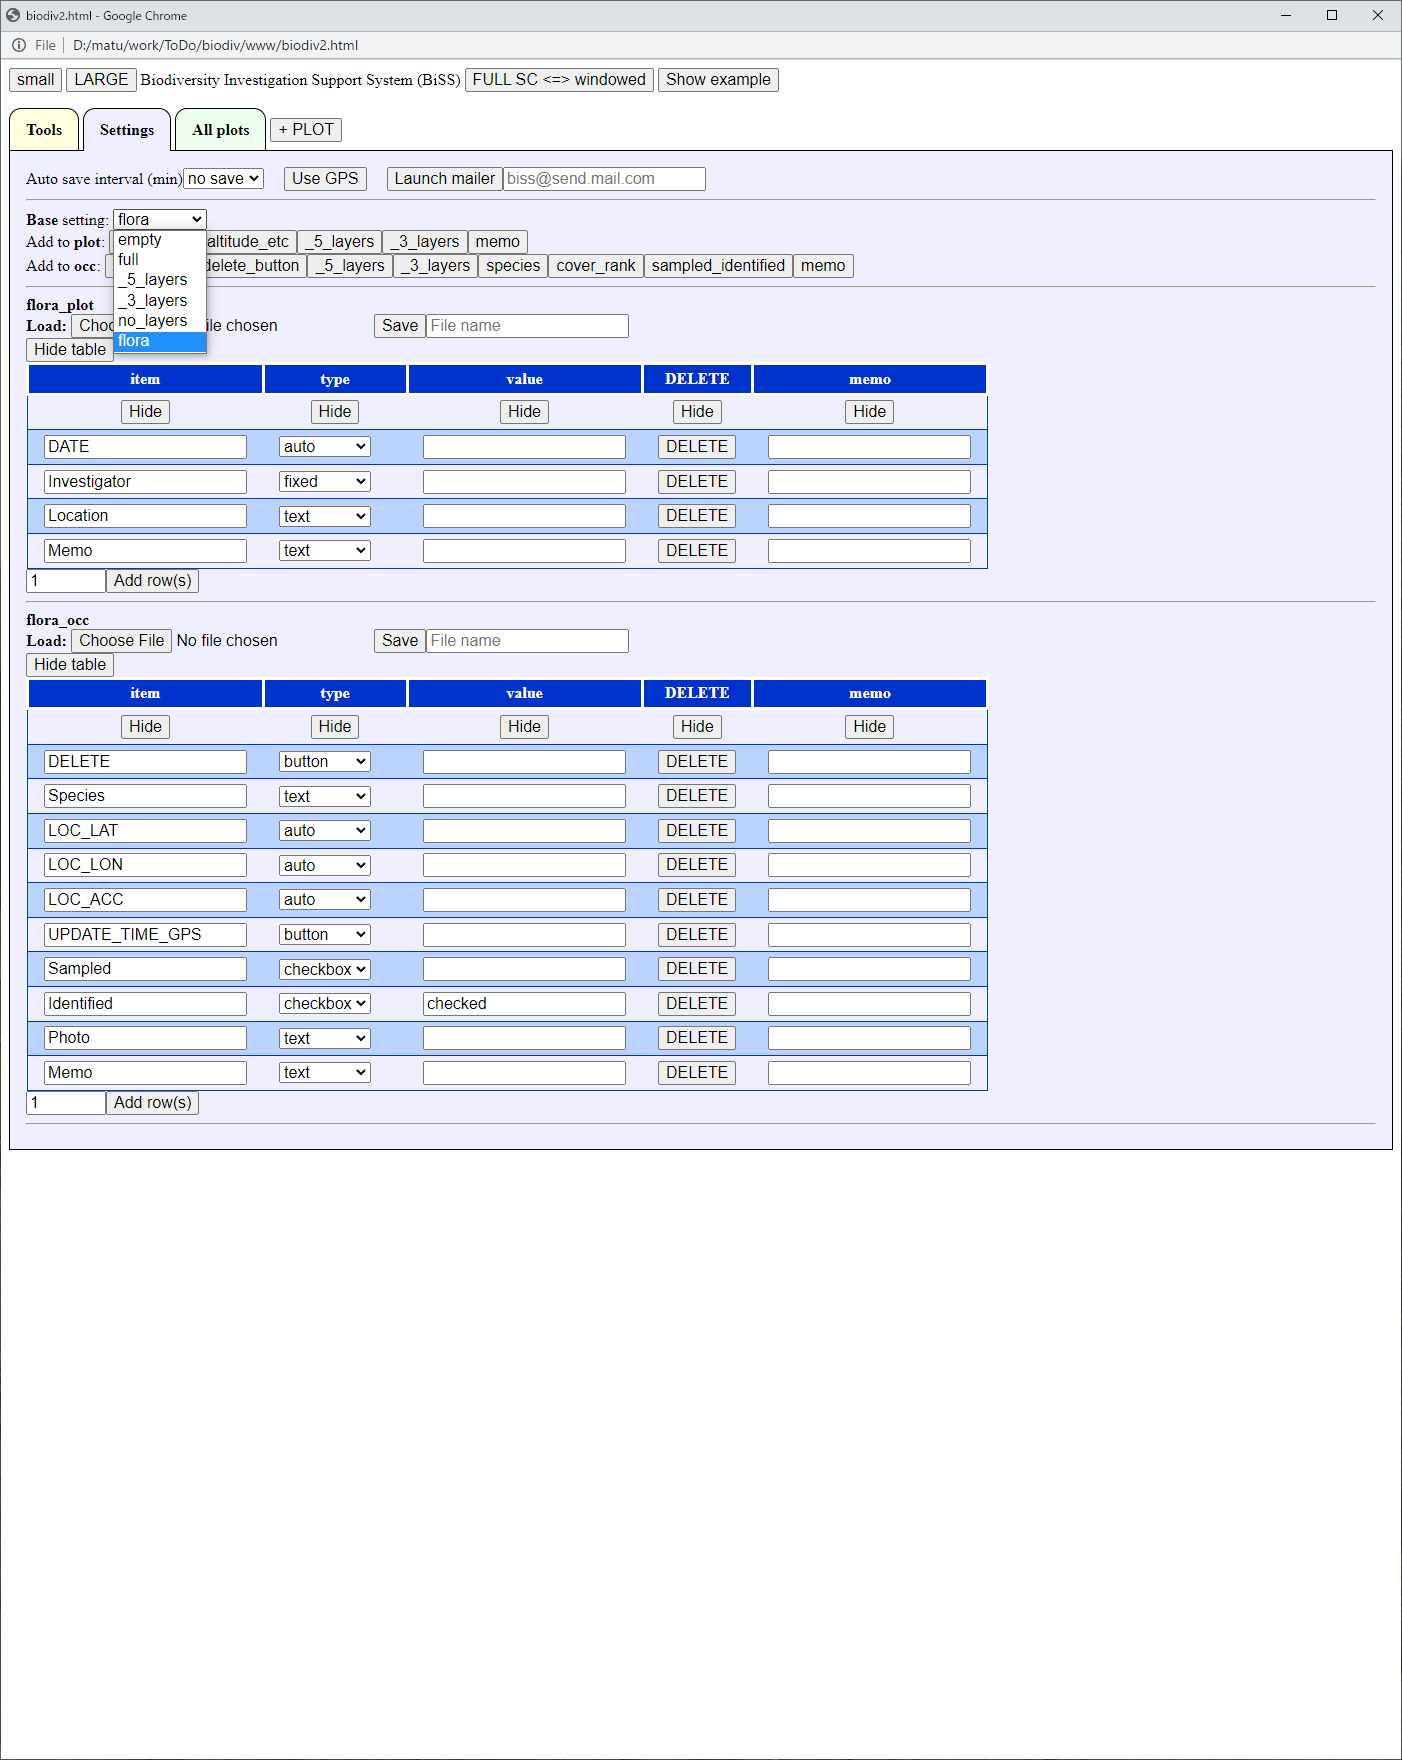 biodiv2.html - Google Chrome
File D:/matu/work/ToDo/biodiv/www/biodiv2.html
small LARGE Biodiversity Investigation Support System (BiSS) FULL SC <=> windowed Show example
Tools Settings All plots + PLOT
Auto save interval (min) no save Use GPS Launch mailer biss@send.mail.com
Base setting: flora
empty
full
_5_layers
_3_layers
no_layers
flora
Add to plot: altitude_etc _5_layers _3_layers memo
Add to occ: delete_button _5_layers _3_layers species cover_rank sampled_identified memo
flora_plot
Load: chosen Save File name
Hide table
item type value DELETE memo
Hide Hide Hide Hide Hide
DATE auto DELETE
Investigator fixed DELETE
Location text DELETE
Memo text DELETE
1 Add row(s)
flora_occ
Load: Choose File No file chosen Save File name
Hide table
item type value DELETE memo
Hide Hide Hide Hide Hide
DELETE button DELETE
Species text DELETE
LOC_LAT auto DELETE
LOC_LON auto DELETE
LOC_ACC auto DELETE
UPDATE_TIME_GPS button DELETE
Sampled checkbox DELETE
Identified checkbox checked DELETE
Photo text DELETE
Memo text DELETE
1 Add row(s)